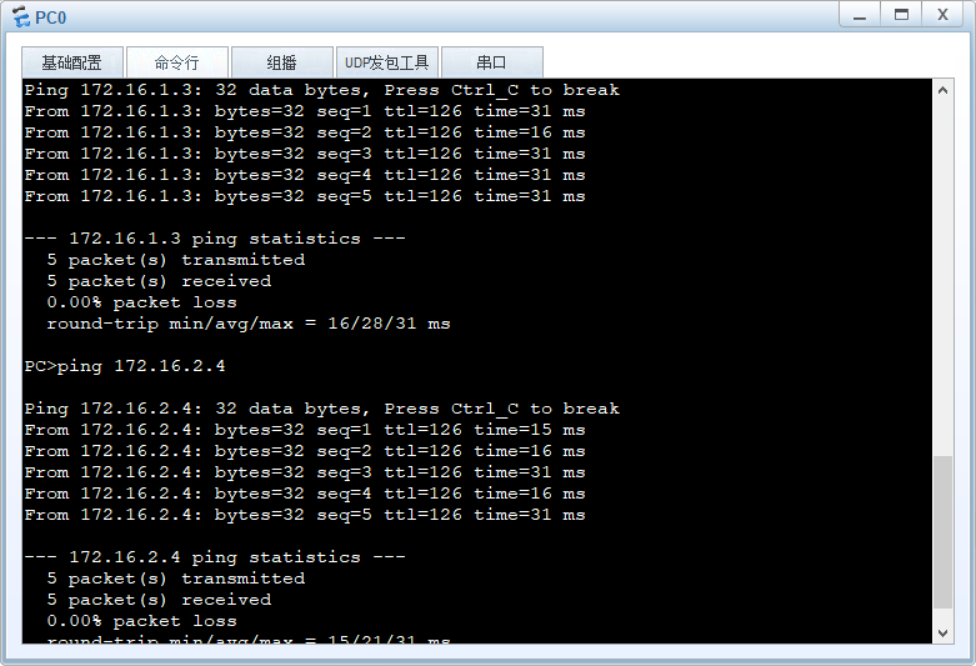 PC0
基础配置 命令行 组播 UDP发包工具 串口
Ping 172.16.1.3: 32 data bytes, Press Ctrl_C to break
From 172.16.1.3: bytes=32 seq=1 ttl=126 time=31 ms
From 172.16.1.3: bytes=32 seq=2 ttl=126 time=16 ms
From 172.16.1.3: bytes=32 seq=3 ttl=126 time=31 ms
From 172.16.1.3: bytes=32 seq=4 ttl=126 time=31 ms
From 172.16.1.3: bytes=32 seq=5 ttl=126 time=31 ms
--- 172.16.1.3 ping statistics ---
5 packet(s) transmitted
5 packet(s) received
0.00% packet loss
round-trip min/avg/max = 16/28/31 ms
PC>ping 172.16.2.4
Ping 172.16.2.4: 32 data bytes, Press Ctrl_C to break
From 172.16.2.4: bytes=32 seq=1 ttl=126 time=15 ms
From 172.16.2.4: bytes=32 seq=2 ttl=126 time=16 ms
From 172.16.2.4: bytes=32 seq=3 ttl=126 time=31 ms
From 172.16.2.4: bytes=32 seq=4 ttl=126 time=16 ms
From 172.16.2.4: bytes=32 seq=5 ttl=126 time=31 ms
--- 172.16.2.4 ping statistics ---
5 packet(s) transmitted
5 packet(s) received
0.00% packet loss
round-trip min/avg/max = 15/21/31 ms